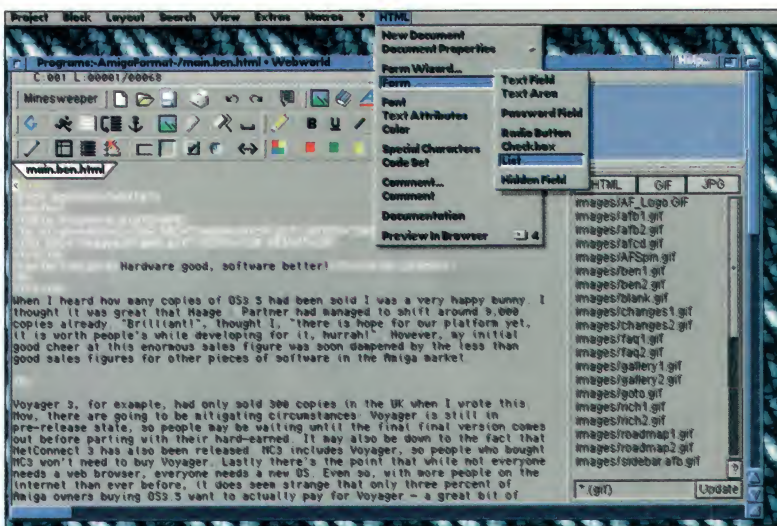 Project Block Layout Search View Extras Macros ? HTML
Programs:-AmigaFormat-/main.ben.html • Webworld
Help...
C:001 L:00001/00068
Minesweeper
B U
main.ben.html
New Document
Document Properties
Form Wizard...
Form
Font
Text Attributes
Color
Special Characters
Code Set
Comment...
Comment
Documentation
Preview in Browser 4
Text Field
Text Area
Password Field
Radio Button
Checkbox
List
Hidden Field
HTML GIF JPG
images/AF_Logo.GIF
images/afb1.gif
images/afb2.gif
images/afcd.gif
images/AFSpin.gif
images/ben1.gif
images/ben2.gif
images/blank.gif
images/changes1.gif
images/changes2.gif
images/faq1.gif
images/faq2.gif
images/gallery1.gif
images/gallery2.gif
images/goto.gif
images/rich1.gif
images/rich2.gif
images/roadmap1.gif
images/roadmap2.gif
images/sidebar.afb.gif
*.(gif) ? Update
Hardware good, software better!
When I heard how many copies of OS3.5 had been sold I was a very happy bunny. I
thought it was great that Haage Partner had managed to shift around 9,000
copies already. "Brilliant!", thought I, "there is hope for our platform yet,
it is worth people's while developing for it, hurrah!". However, my initial
good cheer at this enormous sales figure was soon dampened by the less than
good sales figures for other pieces of software in the Amiga market
Voyager 3, for example, had only sold 300 copies in the UK when I wrote this.
Now, there are going to be mitigating circumstances. Voyager is still in
pre-release state, so people may be waiting until the final final version comes
out before parting with their hard-earned. It may also be down to the fact that
NetConnect 3 has also been released. NC3 includes Voyager, so people who bought
NC3 won't need to buy Voyager. Lastly there's the point that while not everyone
needs a web browser, everyone needs a new OS. Even so, with more people on the
internet than ever before, it does seem strange that only three percent of
Amiga owners buying OS3.5 want to actually pay for Voyager - a great bit of